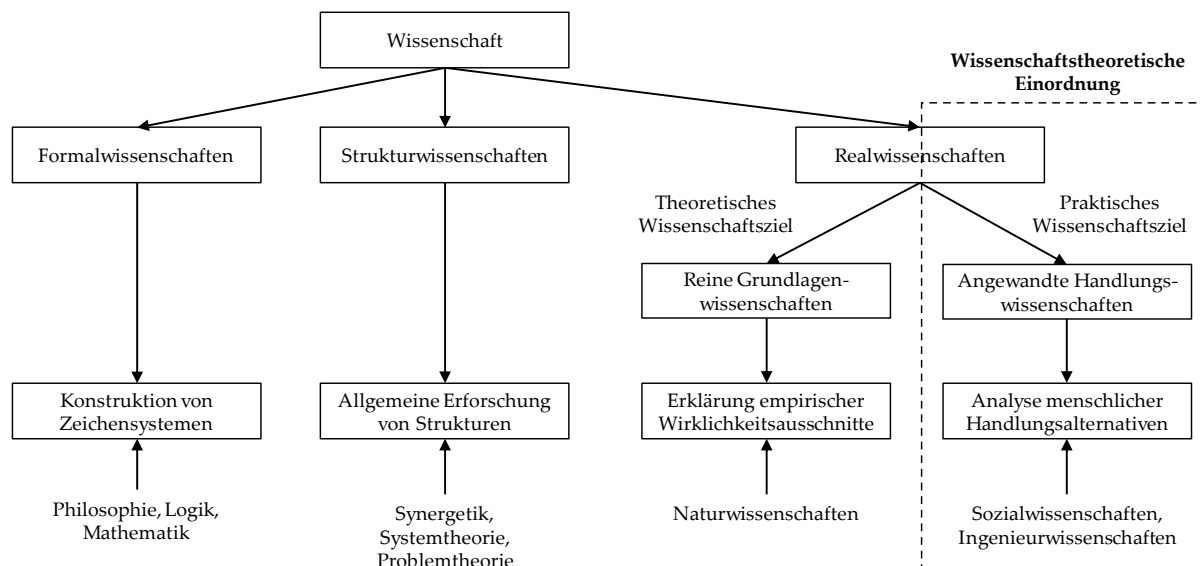 Wissenschaft
Wissenschaftstheoretische
Einordnung
Formalwissenschaften
Strukturwissenschaften
Realwissenschaften
Theoretisches
Wissenschaftsziel
Praktisches
Wissenschaftsziel
Reine Grundlagen-
wissenschaften
Angewandte Handlungs-
wissenschaften
Konstruktion von
Zeichensystemen
Allgemeine Erforschung
von Strukturen
Erklärung empirischer
Wirklichkeitsausschnitte
Analyse menschlicher
Handlungsalternativen
Philosophie, Logik,
Mathematik
Synergetik,
Systemtheorie,
Problemtheorie
Naturwissenschaften
Sozialwissenschaften,
Ingenieurwissenschaften